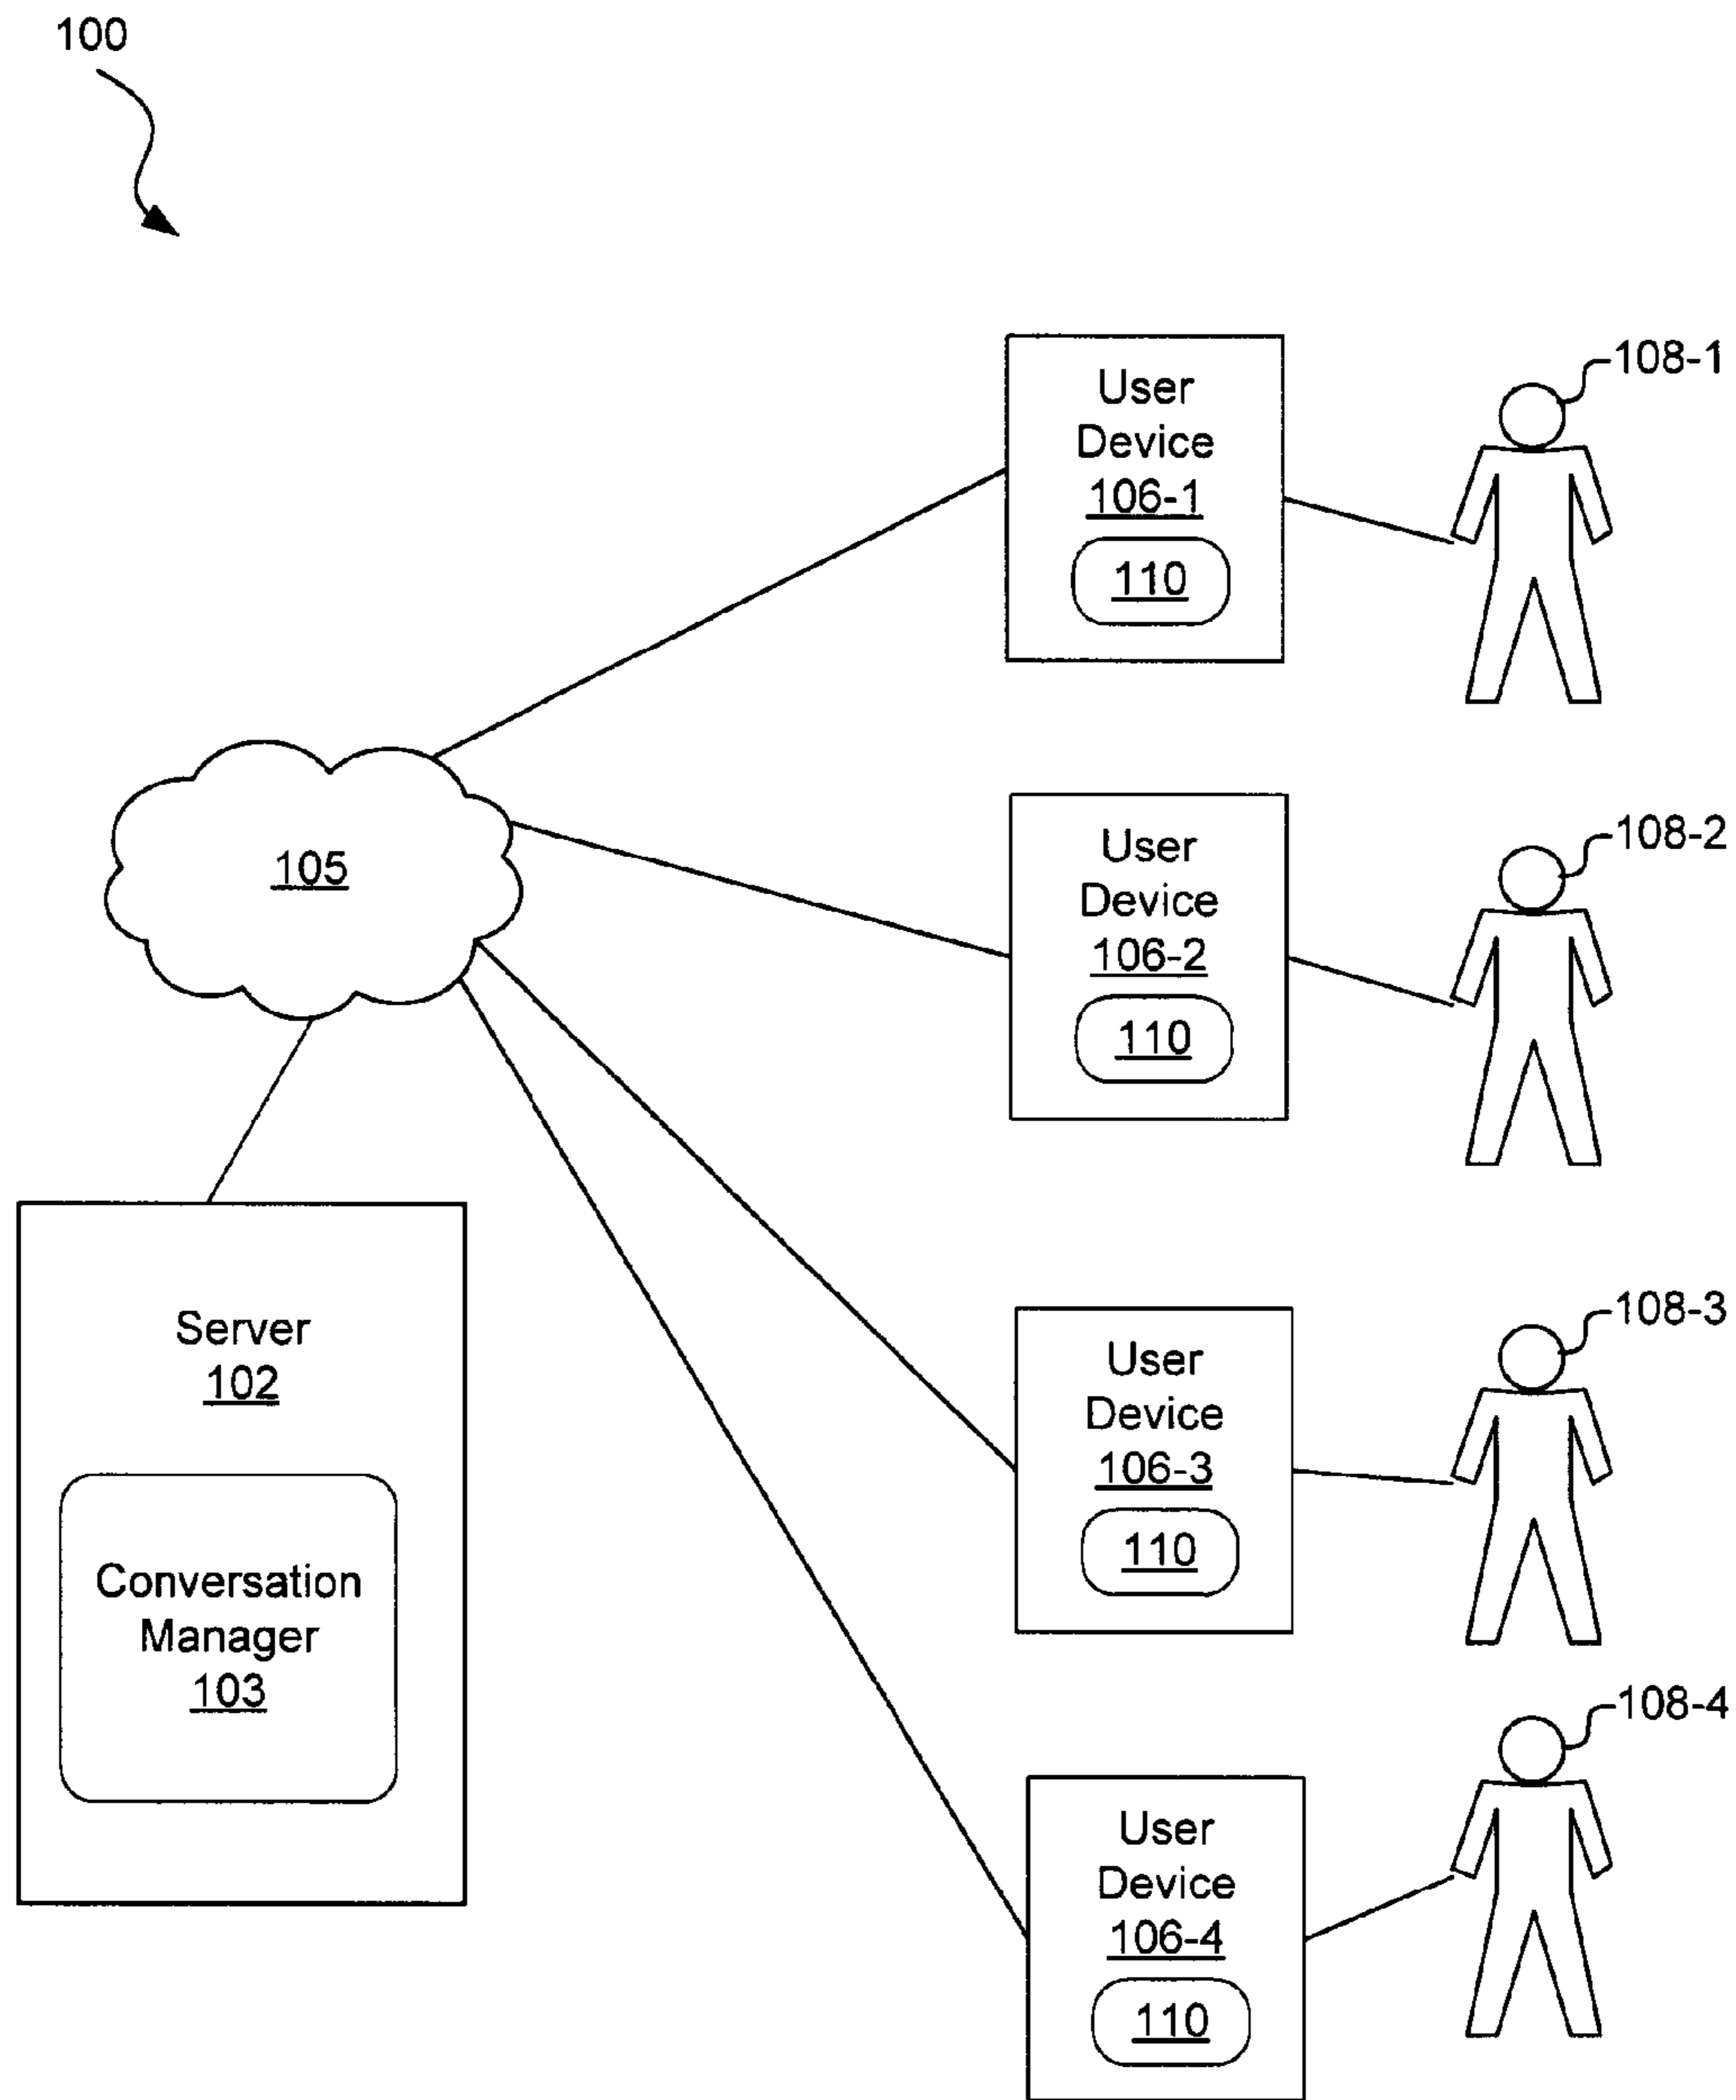 100
User
Device
106-1
110
108-1
105
User
Device
106-2
110
108-2
Server
102
Conversation
Manager
103
User
Device
106-3
110
108-3
User
Device
106-4
110
108-4